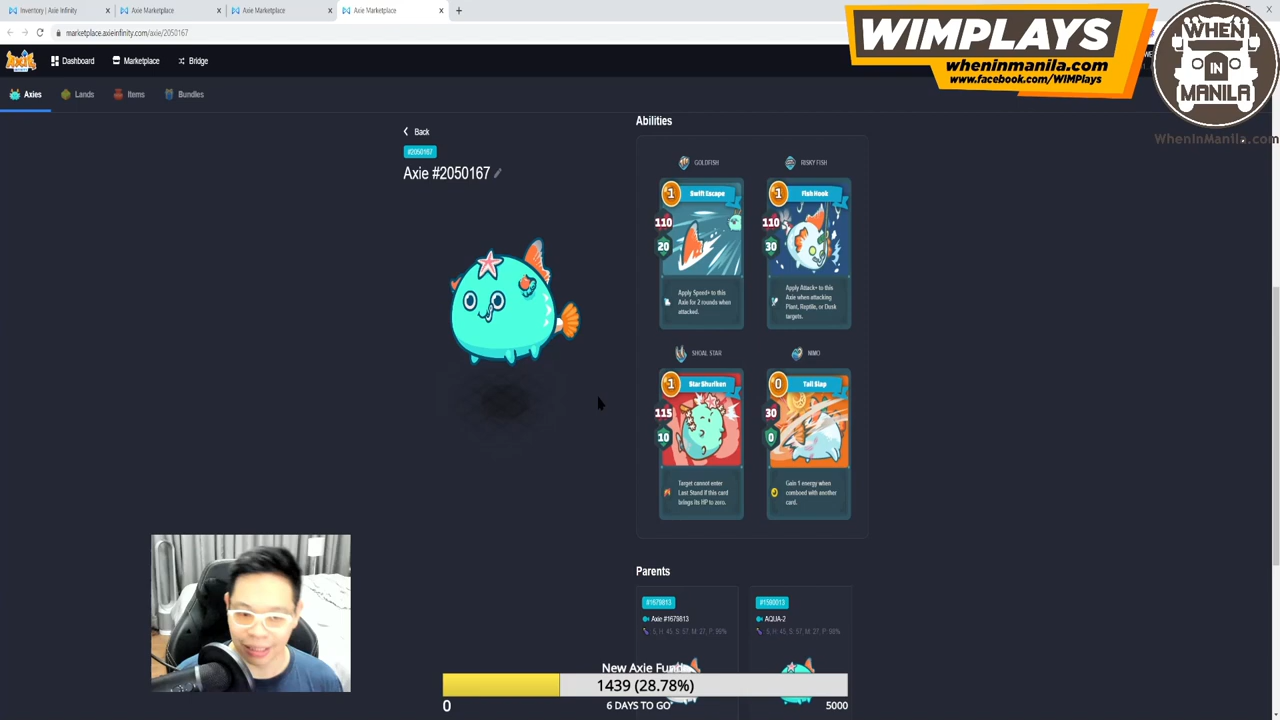 Inventory | Axie Infinity
Axie Marketplace
Axie Marketplace
Axie Marketplace
marketplace.axieinfinity.com/axie/2050167
WIMPLAYS
wheninmanila.com
www.facebook.com/WIMPlays
WHEN
IN
MANILA
WhenInManila.com
Dashboard
Marketplace
Bridge
Axies
Lands
Items
Bundles
Back
#2050167
Axie #2050167
Abilities
GOLDFISH
RISKY FISH
1
Swift Escape
110
20
Apply Speed+ to this
Axie for 2 rounds when
attacked.
1
Fish Hook
110
30
Apply Attack+ to this
Axie when attacking
Plant, Reptile, or Dusk
targets.
SHOAL STAR
NIMO
1
Star Shuriken
115
10
Target cannot enter
Last Stand if this card
brings its HP to zero.
0
Tail Slap
30
0
Gain 1 energy when
comboed with another
card.
Parents
#1679813
Axie #1679813
AQUA-2
New Axie Fund
1439 (28.78%)
0
6 DAYS TO GO
5000